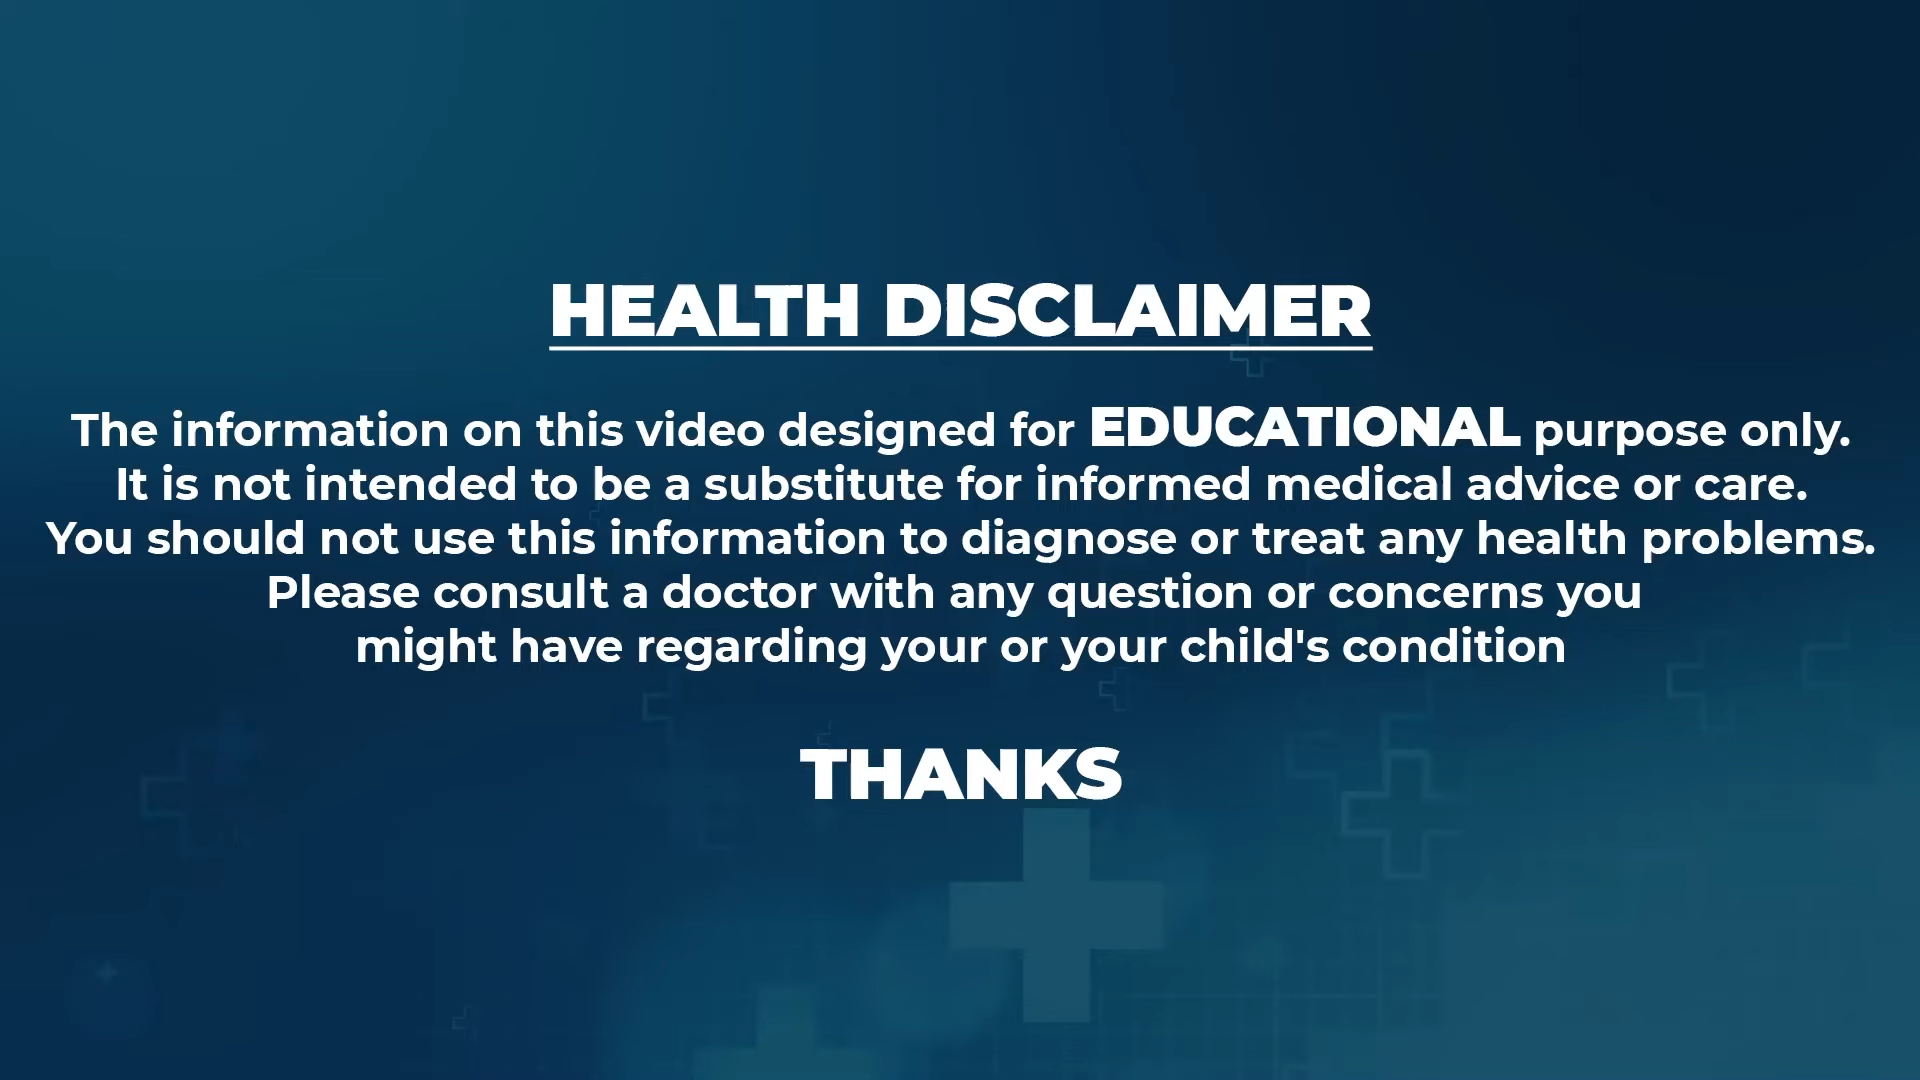 HEALTH DISCLAIMER
The information on this video designed for EDUCATIONAL purpose only.
It is not intended to be a substitute for informed medical advice or care.
You should not use this information to diagnose or treat any health problems.
Please consult a doctor with any question or concerns you
might have regarding your or your child's condition
THANKS